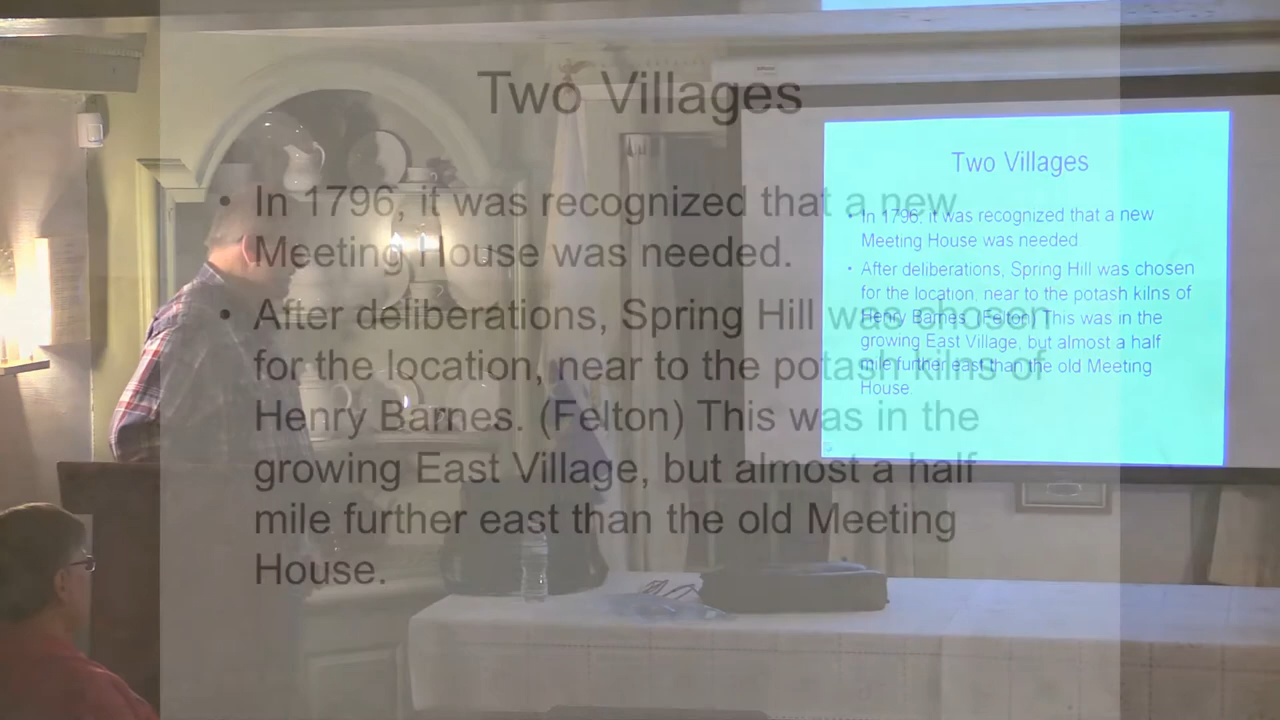 Two Villages
• In 1796, it was recognized that a new
Meeting House was needed.
• After deliberations, Spring Hill was chosen
for the location, near to the potash kilns of
Henry Barnes. (Felton) This was in the
growing East Village, but almost a half
mile further east than the old Meeting
House.
Two Villages
• In 1796, it was recognized that a new
Meeting House was needed.
• After deliberations, Spring Hill was chosen
for the location, near to the potash kilns of
Henry Barnes. (Felton) This was in the
growing East Village, but almost a half
mile further east than the old Meeting
House.